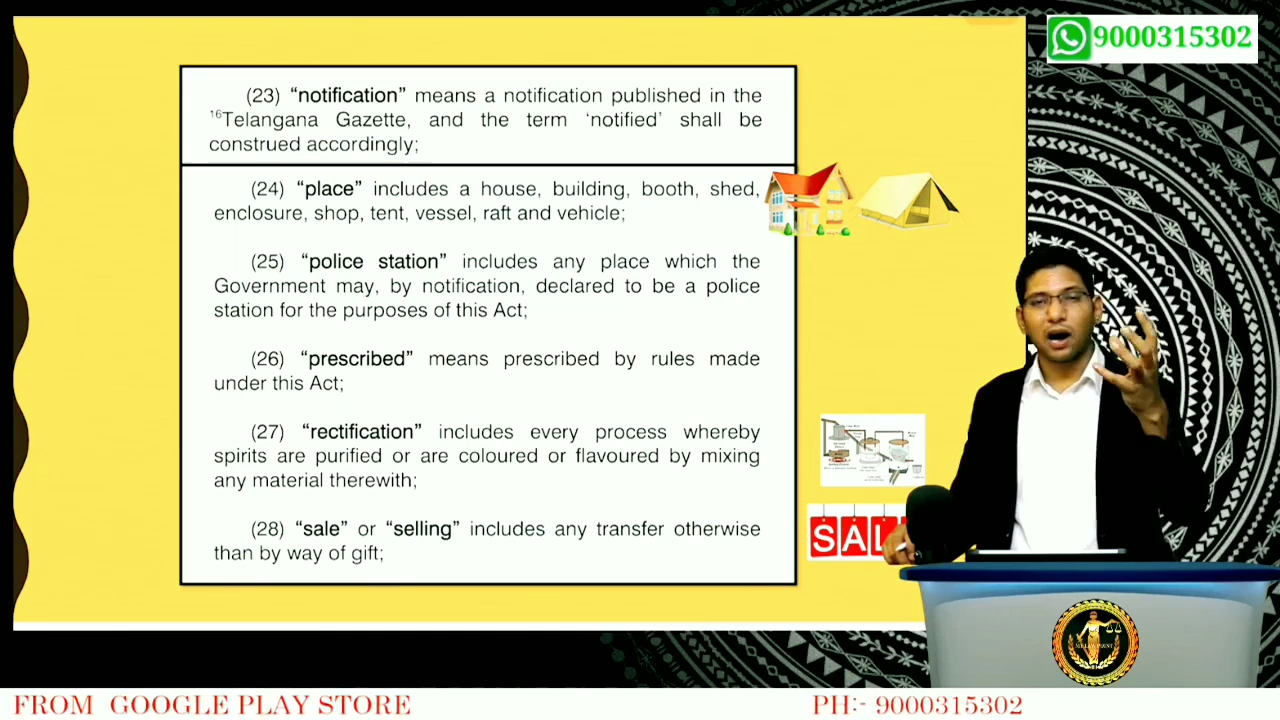 9000315302
(23) “notification” means a notification published in the
16Telangana Gazette, and the term ‘notified’ shall be
construed accordingly;
(24) “place” includes a house, building, booth, shed,
enclosure, shop, tent, vessel, raft and vehicle;
(25) “police station” includes any place which the
Government may, by notification, declared to be a police
station for the purposes of this Act;
(26) “prescribed” means prescribed by rules made
under this Act;
(27) “rectification” includes every process whereby
spirits are purified or are coloured or flavoured by mixing
any material therewith;
(28) “sale” or “selling” includes any transfer otherwise
than by way of gift;
SAL
FROM GOOGLE PLAY STORE
PH:- 9000315302